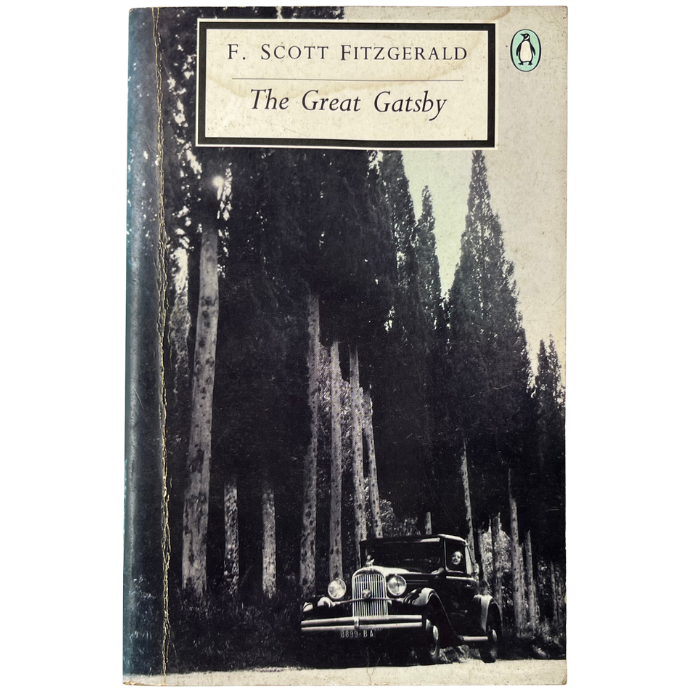 F. SCOTT FITZGERALD
The Great Gatsby